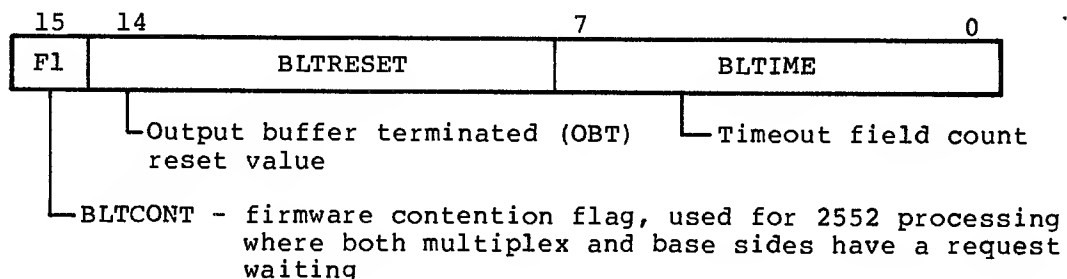 15 14 7 0
F1 BLTRESET BLTIME
Output buffer terminated (OBT) Timeout field count
reset value
BLTCONT - firmware contention flag, used for 2552 processing
where both multiplex and base sides have a request
waiting